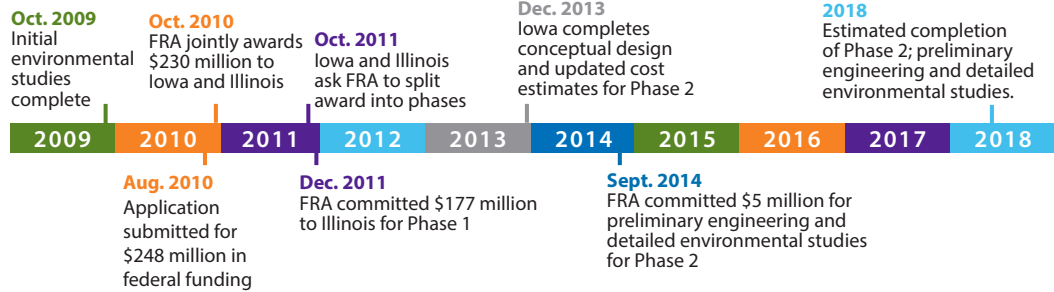 Oct. 2009
Initial
environmental
studies
complete
Oct. 2010
FRA jointly awards
$230 million to
Iowa and Illinois
Oct. 2011
Iowa and Illinois
ask FRA to split
award into phases
Dec. 2013
Iowa completes
conceptual design
and updated cost
estimates for Phase 2
2018
Estimated completion
of Phase 2; preliminary
engineering and detailed
environmental studies.
2009 2010 2011 2012 2013 2014 2015 2016 2017 2018
Aug. 2010
Application
submitted for
$248 million in
federal funding
Dec. 2011
FRA committed $177 million
to Illinois for Phase 1
Sept. 2014
FRA committed $5 million for
preliminary engineering and
detailed environmental studies
for Phase 2